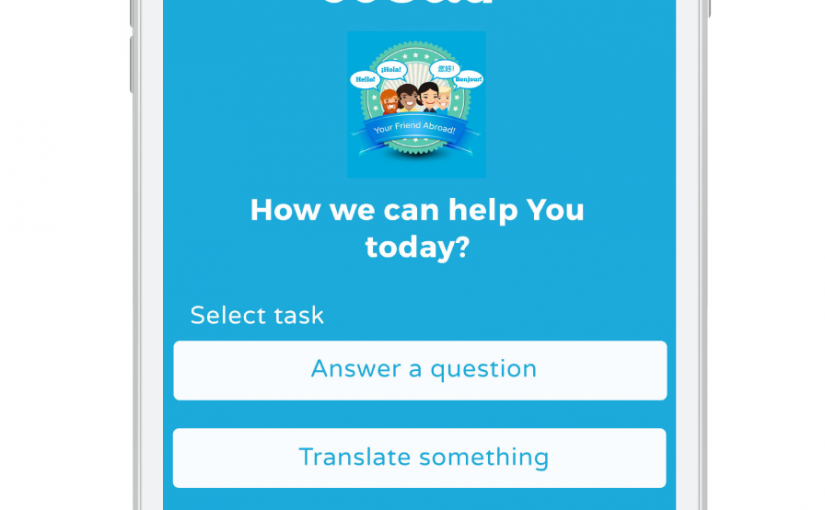 Hello!
¡Hola!
您好!
Bonjour!
Your Friend Abroad!
How we can help You
today?
Select task
Answer a question
Translate something